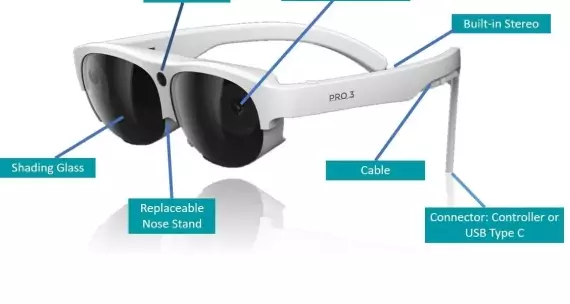 Built-in Stereo
PRO.3
Shading Glass
Cable
Replaceable
Nose Stand
Connector: Controller or
USB Type C